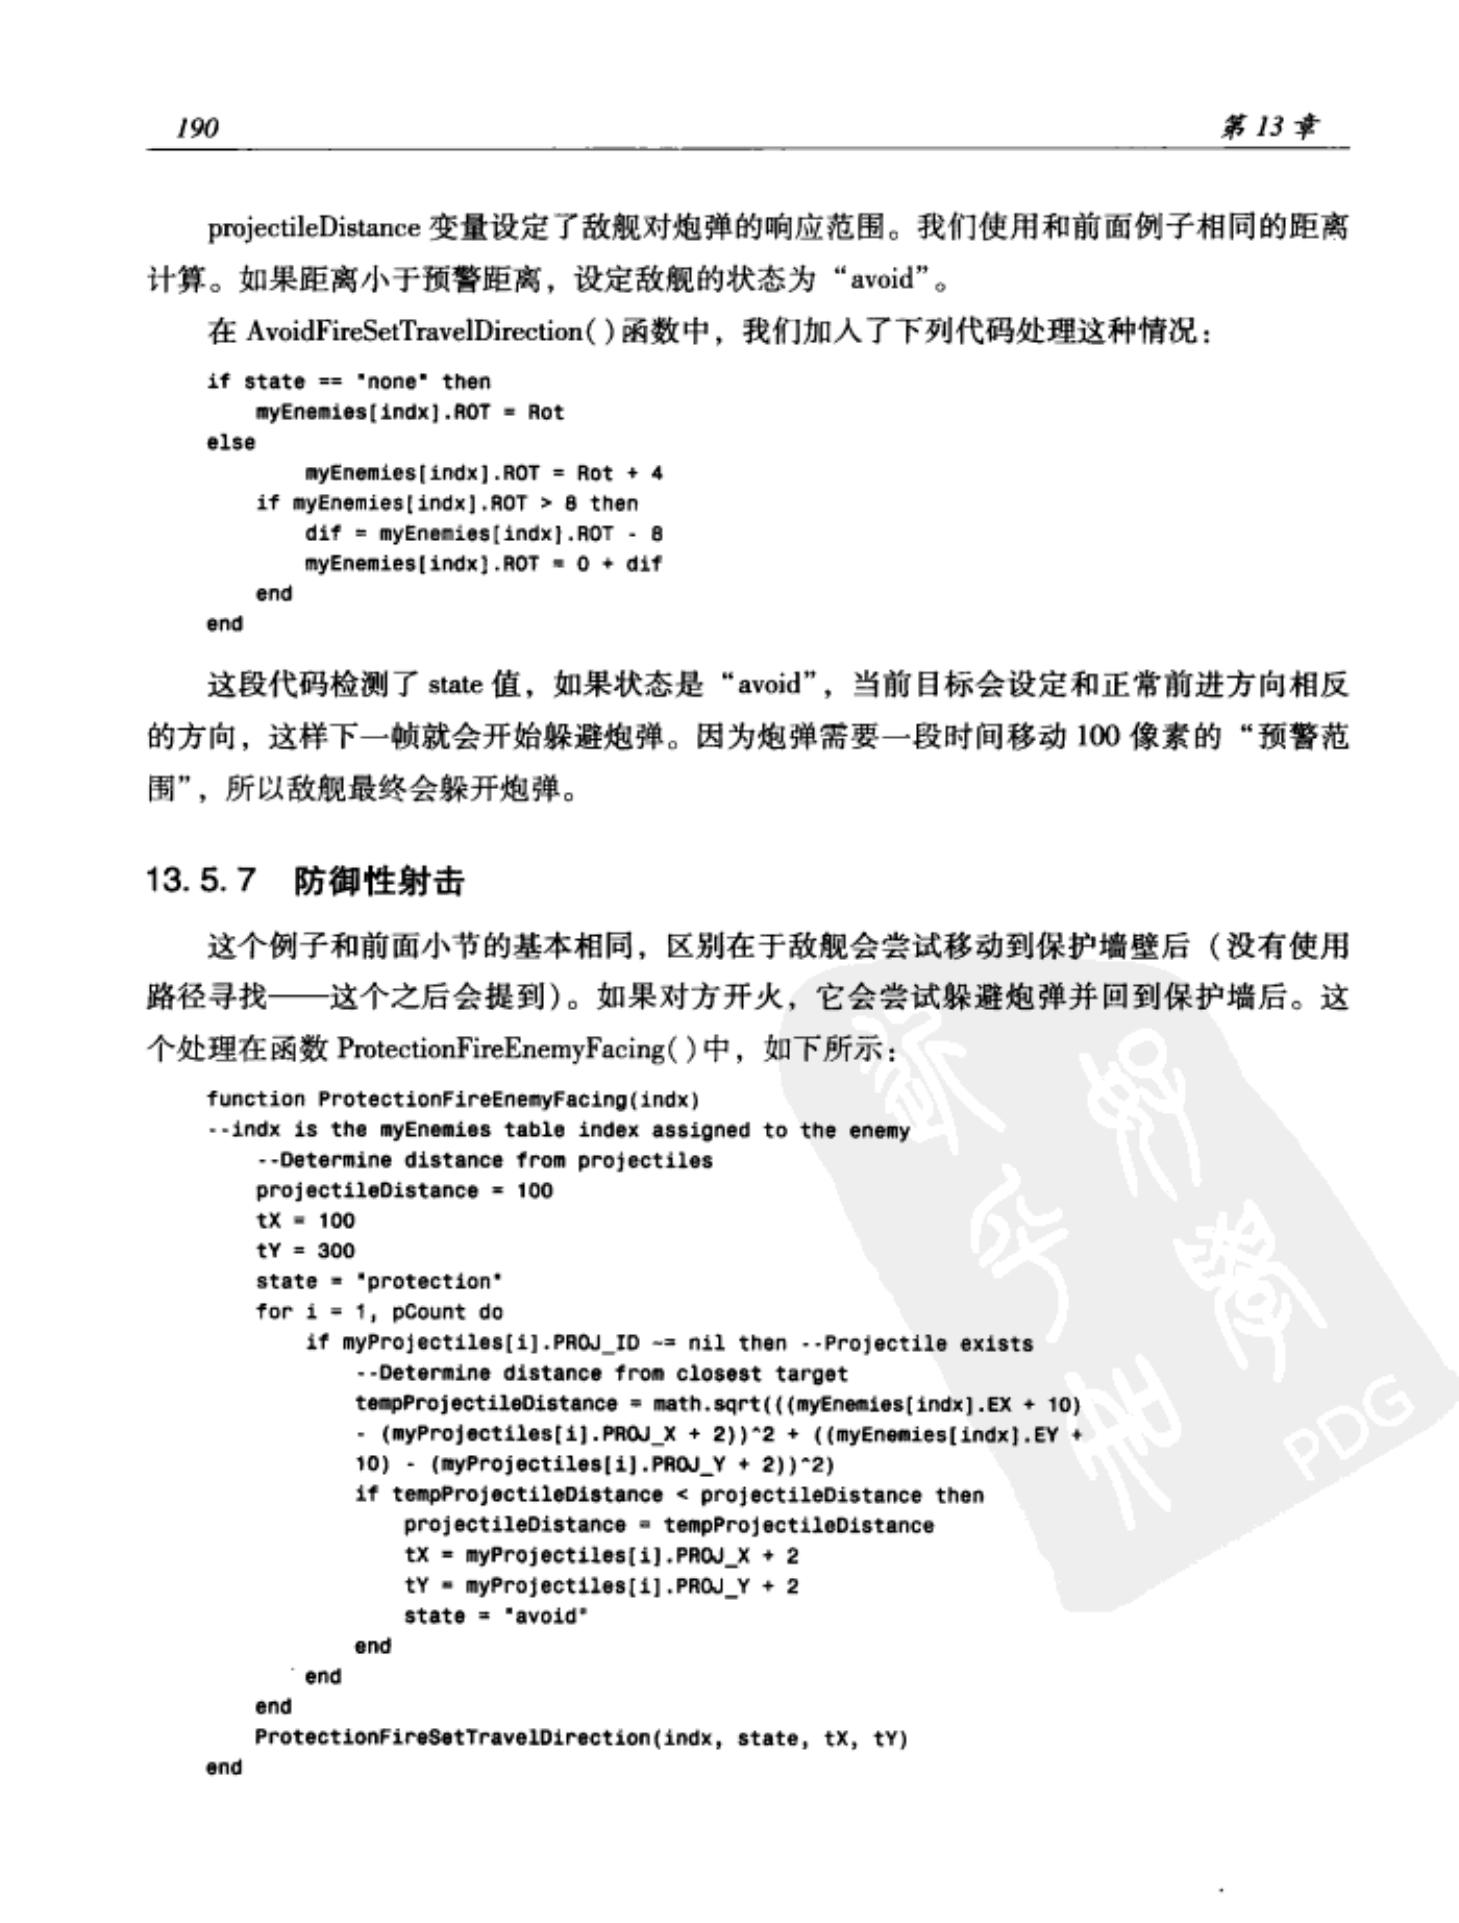 190
第 13 章
projectileDistance 变量设定了敌舰对炮弹的响应范围。我们使用和前面例子相同的距离
计算。如果距离小于预警距离，设定敌舰的状态为“avoid”。
在 AvoidFireSetTravelDirection( )函数中，我们加入了下列代码处理这种情况：
if state == "none" then
    myEnemies[indx].ROT = Rot
else
        myEnemies[indx].ROT = Rot + 4
    if myEnemies[indx].ROT > 8 then
        dif = myEnemies[indx].ROT - 8
        myEnemies[indx].ROT = 0 + dif
    end
end
这段代码检测了 state 值，如果状态是“avoid”，当前目标会设定和正常前进方向相反
的方向，这样下一帧就会开始躲避炮弹。因为炮弹需要一段时间移动 100 像素的“预警范
围”，所以敌舰最终会躲开炮弹。
13.5.7 防御性射击
这个例子和前面小节的基本相同，区别在于敌舰会尝试移动到保护墙壁后（没有使用
路径寻找——这个之后会提到）。如果对方开火，它会尝试躲避炮弹并回到保护墙后。这
个处理在函数 ProtectionFireEnemyFacing( )中，如下所示：
function ProtectionFireEnemyFacing(indx)
--indx is the myEnemies table index assigned to the enemy
    --Determine distance from projectiles
    projectileDistance = 100
    tX = 100
    tY = 300
    state = "protection"
    for i = 1, pCount do
        if myProjectiles[i].PROJ_ID ~= nil then --Projectile exists
            --Determine distance from closest target
            tempProjectileDistance = math.sqrt(((myEnemies[indx].EX + 10)
            - (myProjectiles[i].PROJ_X + 2))^2 + ((myEnemies[indx].EY +
            10) - (myProjectiles[i].PROJ_Y + 2))^2)
            if tempProjectileDistance < projectileDistance then
                projectileDistance = tempProjectileDistance
                tX = myProjectiles[i].PROJ_X + 2
                tY = myProjectiles[i].PROJ_Y + 2
                state = "avoid"
            end
        end
    end
    ProtectionFireSetTravelDirection(indx, state, tX, tY)
end
PDG